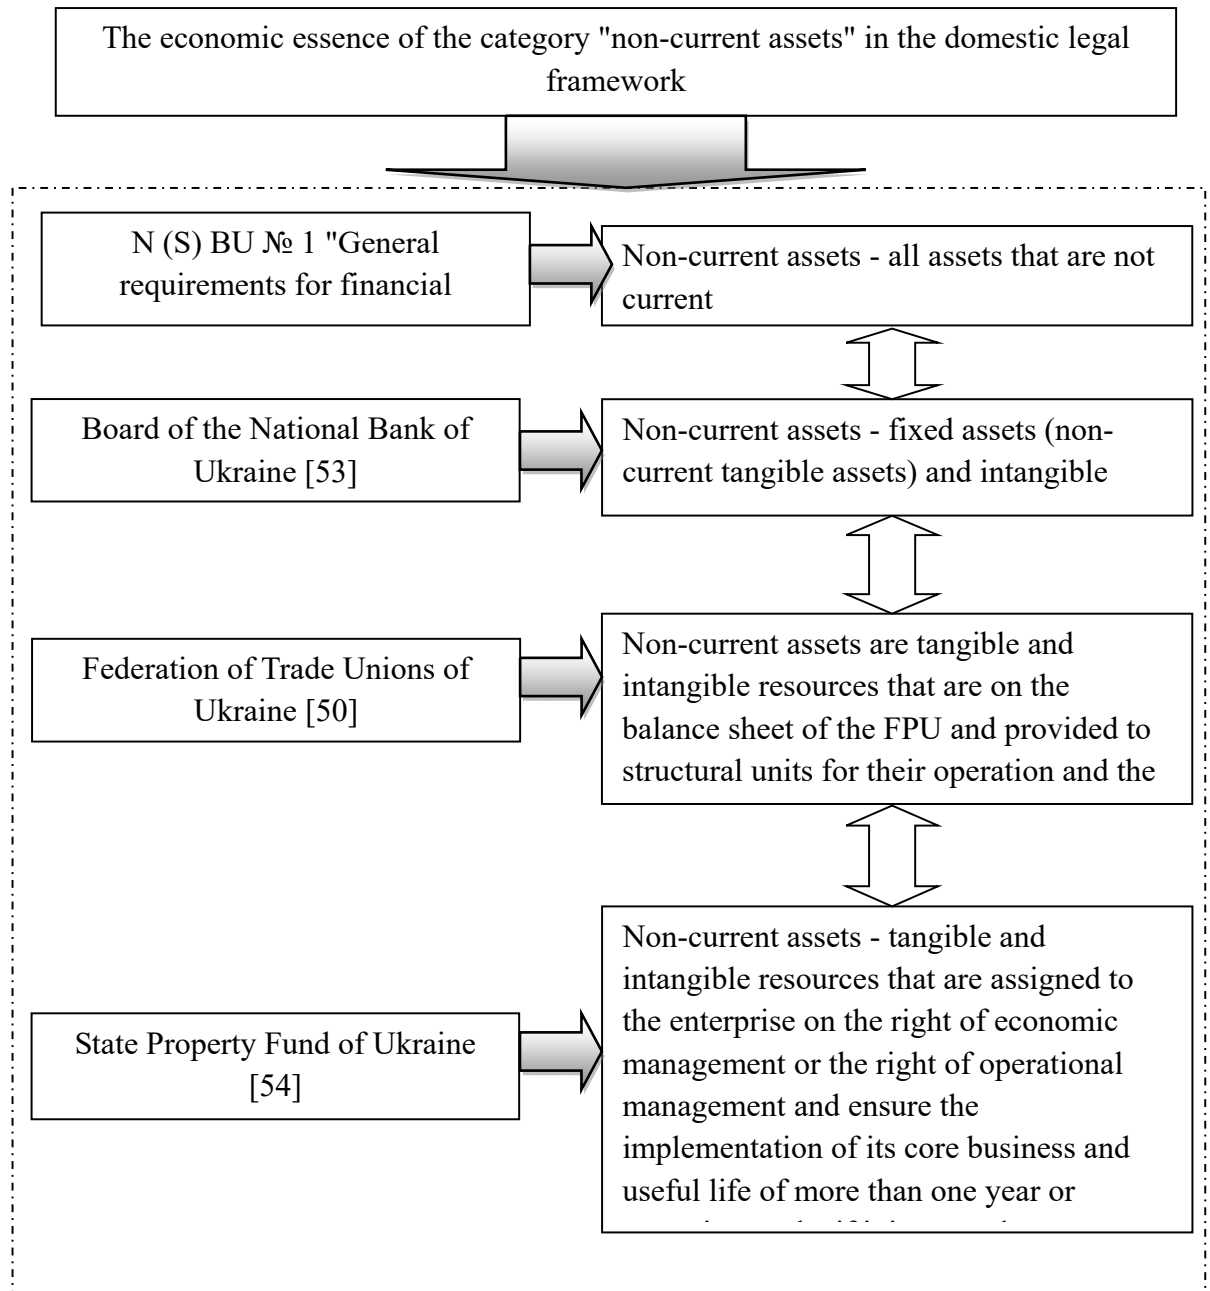 The economic essence of the category "non-current assets" in the domestic legal
framework
N (S) BU № 1 "General
requirements for financial
Non-current assets - all assets that are not
current
Board of the National Bank of
Ukraine [53]
Non-current assets - fixed assets (non-
current tangible assets) and intangible
Federation of Trade Unions of
Ukraine [50]
Non-current assets are tangible and
intangible resources that are on the
balance sheet of the FPU and provided to
structural units for their operation and the
State Property Fund of Ukraine
[54]
Non-current assets - tangible and
intangible resources that are assigned to
the enterprise on the right of economic
management or the right of operational
management and ensure the
implementation of its core business and
useful life of more than one year or